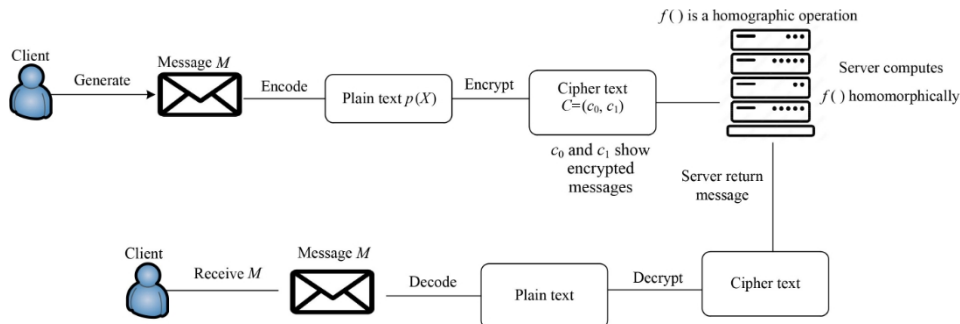 f ( ) is a homographic operation
Client
Generate
Message M
Encode
Plain text p(X)
Encrypt
Cipher text
C=(c₀, c₁)
c₀ and c₁ show
encrypted
messages
Server computes
f ( ) homomorphically
Server return
message
Client
Receive M
Message M
Decode
Plain text
Decrypt
Cipher text